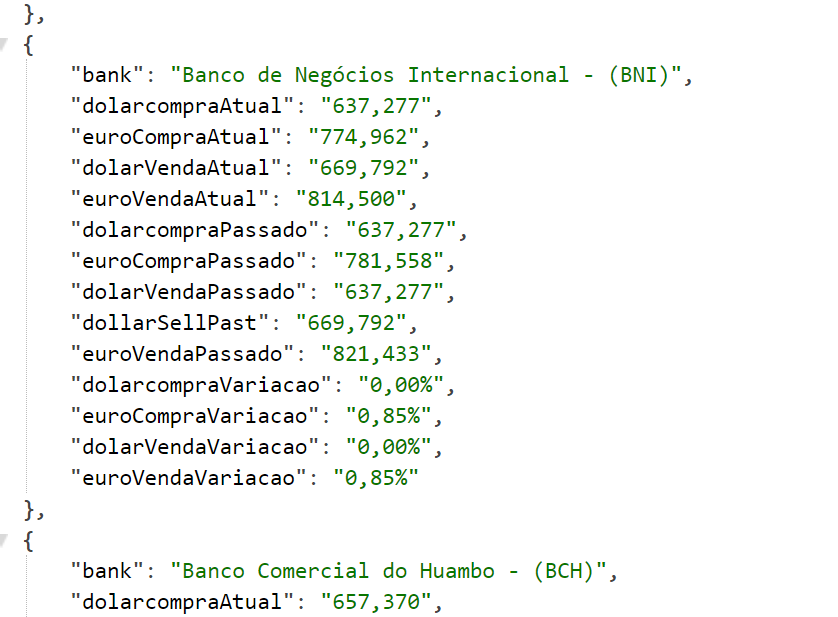 },
{
"bank": "Banco de Negócios Internacional - (BNI)",
"dolarcompraAtual": "637,277",
"euroCompraAtual": "774,962",
"dolarVendaAtual": "669,792",
"euroVendaAtual": "814,500",
"dolarcompraPassado": "637,277",
"euroCompraPassado": "781,558",
"dolarVendaPassado": "637,277",
"dollarSellPast": "669,792",
"euroVendaPassado": "821,433",
"dolarcompraVariacao": "0,00%",
"euroCompraVariacao": "0,85%",
"dolarVendaVariacao": "0,00%",
"euroVendaVariacao": "0,85%"
},
{
"bank": "Banco Comercial do Huambo - (BCH)",
"dolarcompraAtual": "657,370",